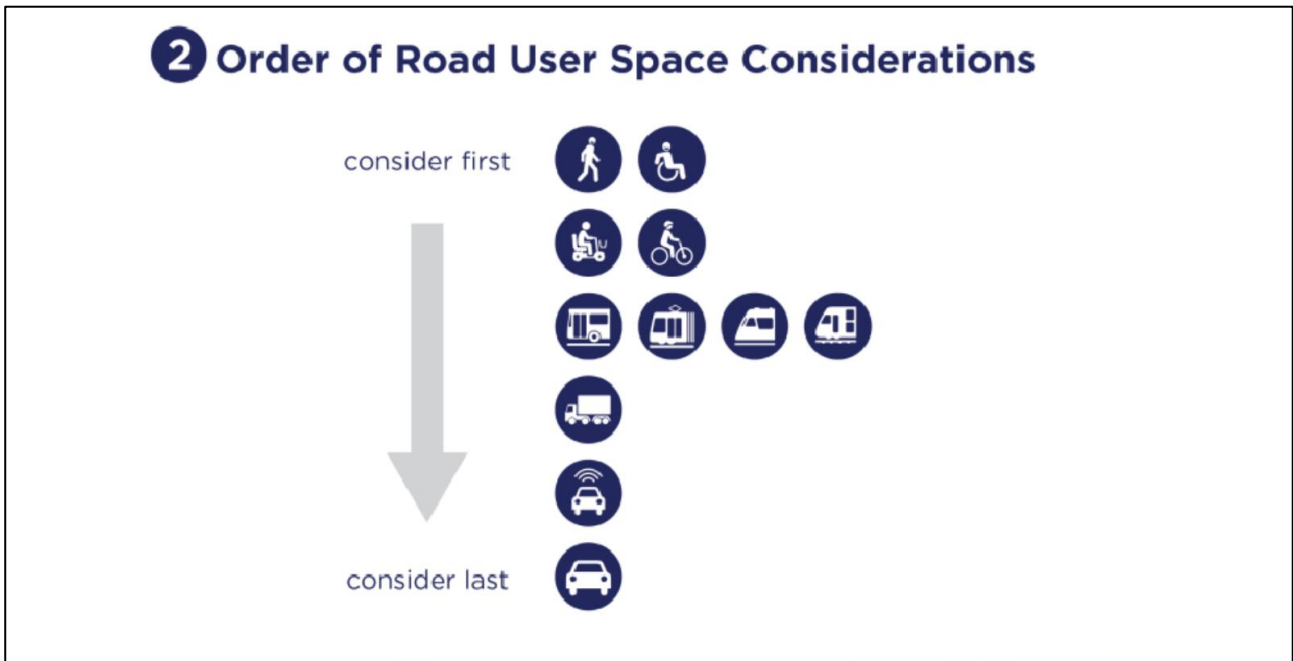 2 Order of Road User Space Considerations
consider first
consider last